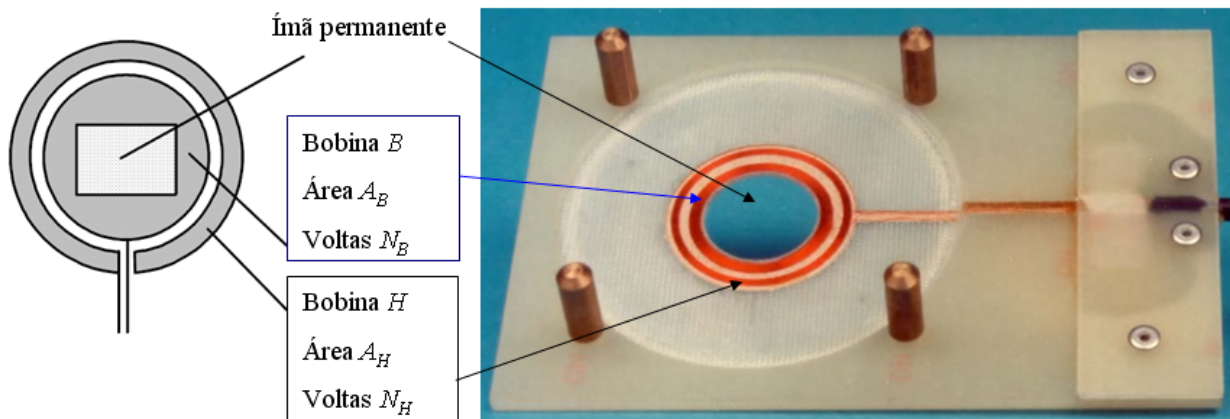 Ímã permanente
Bobina B
Área A_B
Voltas N_B
Bobina H
Área A_H
Voltas N_H